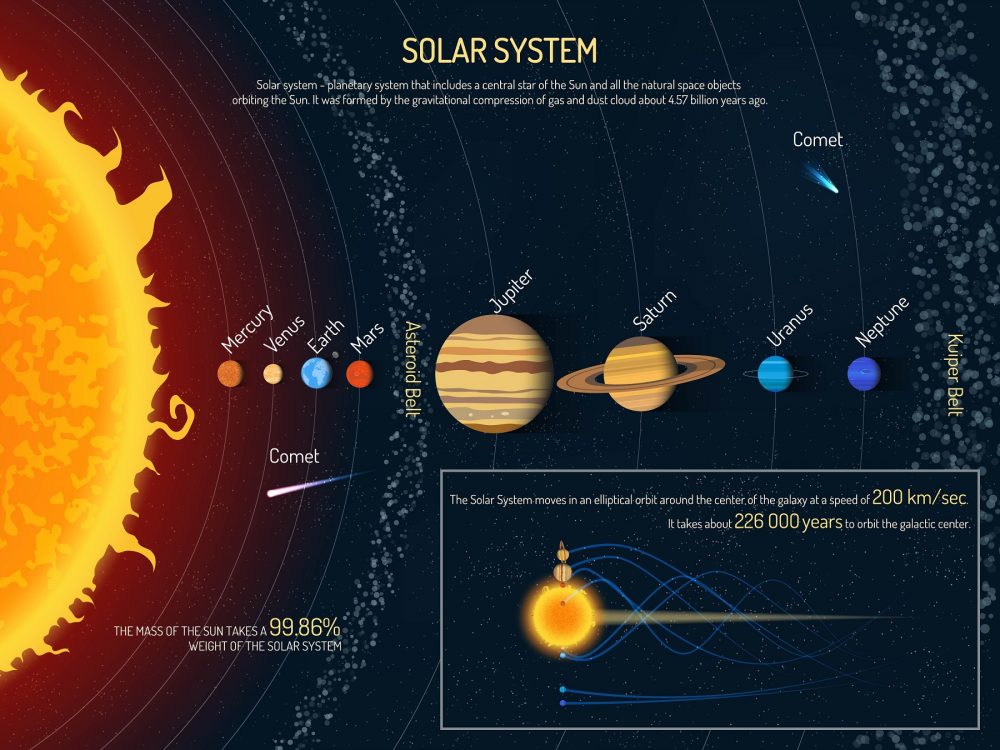 SOLAR SYSTEM
Solar system - planetary system that includes a central star of the Sun and all the natural space objects
orbiting the Sun. It was formed by the gravitational compression of gas and dust cloud about 4.57 billion years ago.
Comet
Mercury
Venus
Earth
Mars
Asteroid Belt
Jupiter
Saturn
Uranus
Neptune
Kuiper Belt
Comet
The Solar System moves in an elliptical orbit around the center of the galaxy at a speed of 200 km/sec.
It takes about 226 000 years to orbit the galactic center.
THE MASS OF THE SUN TAKES A 99.86%
WEIGHT OF THE SOLAR SYSTEM